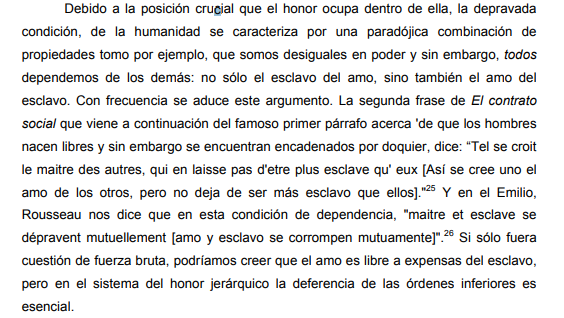 Debido a la posición crucial que el honor ocupa dentro de ella, la depravada
condición, de la humanidad se caracteriza por una paradójica combinación de
propiedades tomo por ejemplo, que somos desiguales en poder y sin embargo, todos
dependemos de los demás: no sólo el esclavo del amo, sino también el amo del
esclavo. Con frecuencia se aduce este argumento. La segunda frase de El contrato
social que viene a continuación del famoso primer párrafo acerca 'de que los hombres
nacen libres y sin embargo se encuentran encadenados por doquier, dice: “Tel se croit
le maitre des autres, qui en laisse pas d'etre plus esclave qu' eux [Así se cree uno el
amo de los otros, pero no deja de ser más esclavo que ellos]."25 Y en el Emilio,
Rousseau nos dice que en esta condición de dependencia, "maitre et esclave se
dépravent mutuellement [amo y esclavo se corrompen mutuamente]".26 Si sólo fuera
cuestión de fuerza bruta, podríamos creer que el amo es libre a expensas del esclavo,
pero en el sistema del honor jerárquico la deferencia de las órdenes inferiores es
esencial.